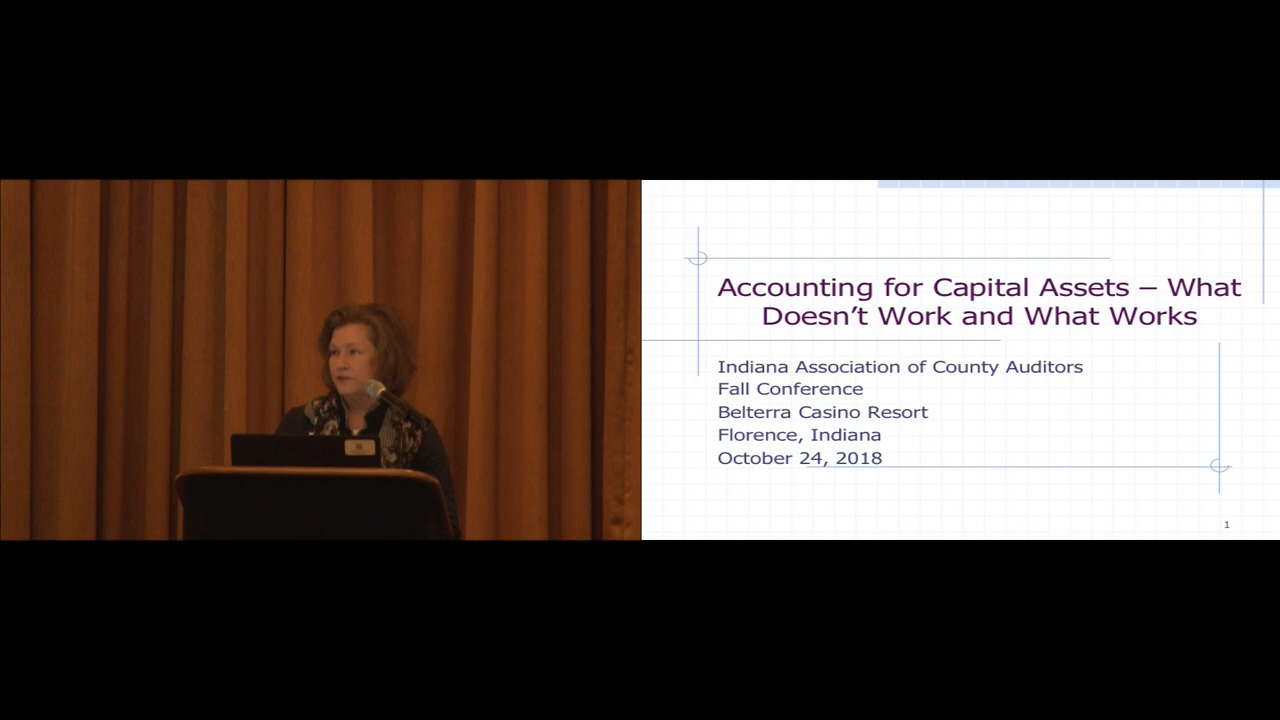 Accounting for Capital Assets – What
Doesn’t Work and What Works
Indiana Association of County Auditors
Fall Conference
Belterra Casino Resort
Florence, Indiana
October 24, 2018
1